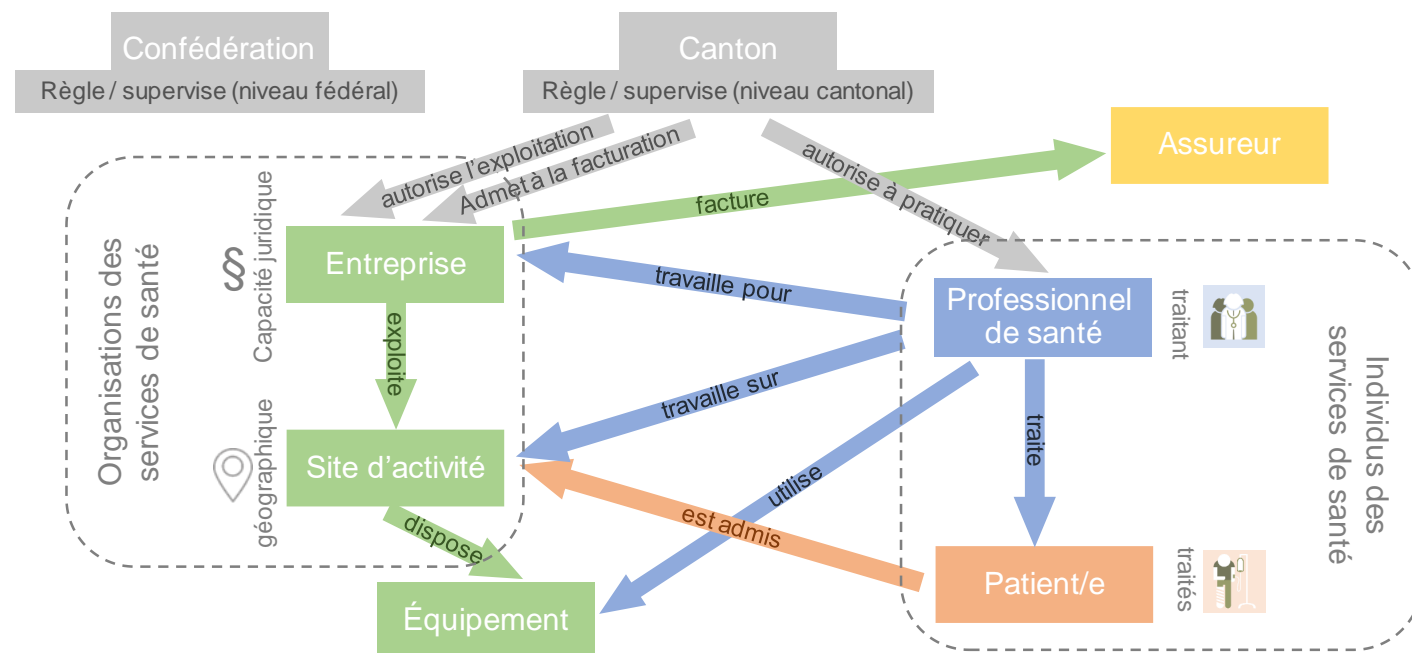 Confédération
Règle / supervise (niveau fédéral)
Canton
Règle / supervise (niveau cantonal)
autorise l'exploitation
Admet à la facturation
autorise à pratiquer
Assureur
facture
Organisations des
services de santé
§
Capacité juridique
Entreprise
travaille pour
Professionnel
de santé
traitant
Individus des
services de santé
exploite
travaille sur
traite
géographique
Site d'activité
utilise
est admis
dispose
Équipement
Patient/e
traités